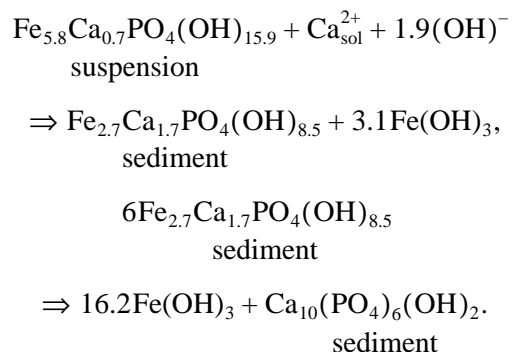 Fe₅.₈Ca₀.₇PO₄(OH)₁₅.₉ + Ca²⁺sol + 1.9(OH)⁻
suspension
⇒ Fe₂.₇Ca₁.₇PO₄(OH)₈.₅ + 3.1Fe(OH)₃,
sediment
6Fe₂.₇Ca₁.₇PO₄(OH)₈.₅
sediment
⇒ 16.2Fe(OH)₃ + Ca₁₀(PO₄)₆(OH)₂.
sediment